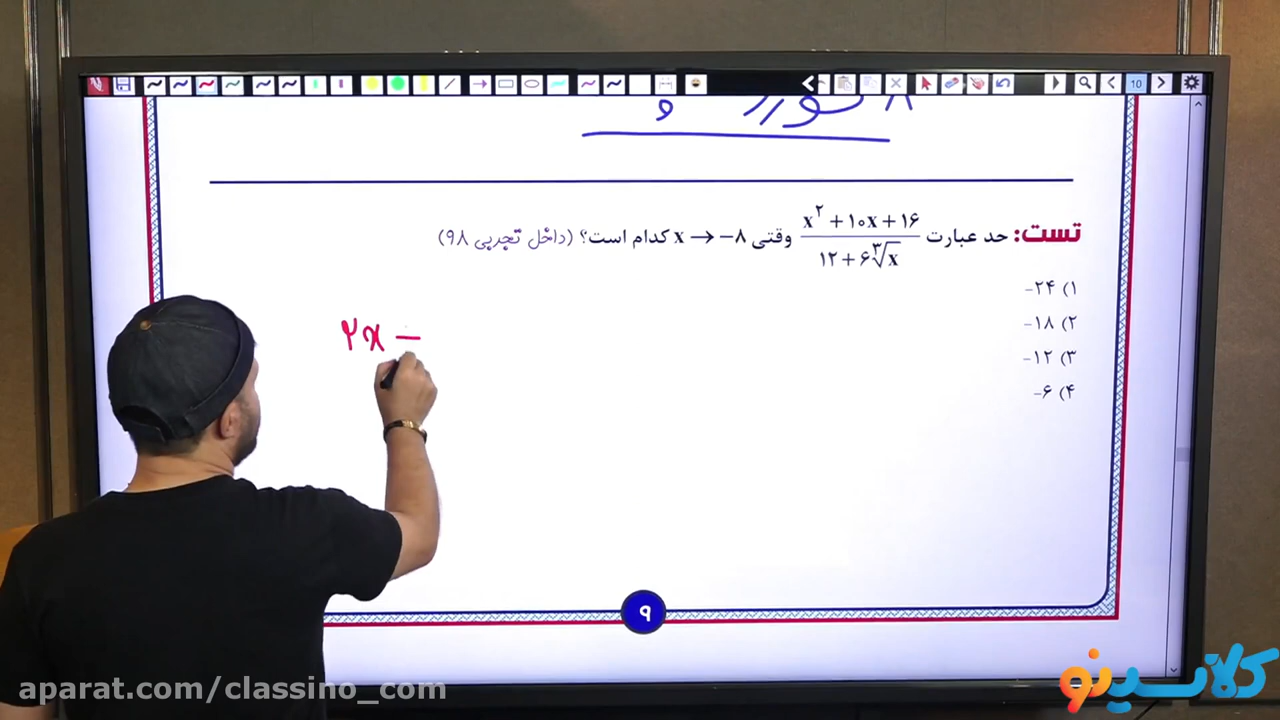 10
تست: حد عبارت x² + ۱۰x + ۱۶ / ۱۲ + ۶∛x وقتی x → −۸ کدام است؟ (داخل تجربی ۹۸)
۱) ۲۴-
۲) ۱۸-
۳) ۱۲-
۴) ۶-
۲x −
۹
aparat.com/classino_com
کلاسینو